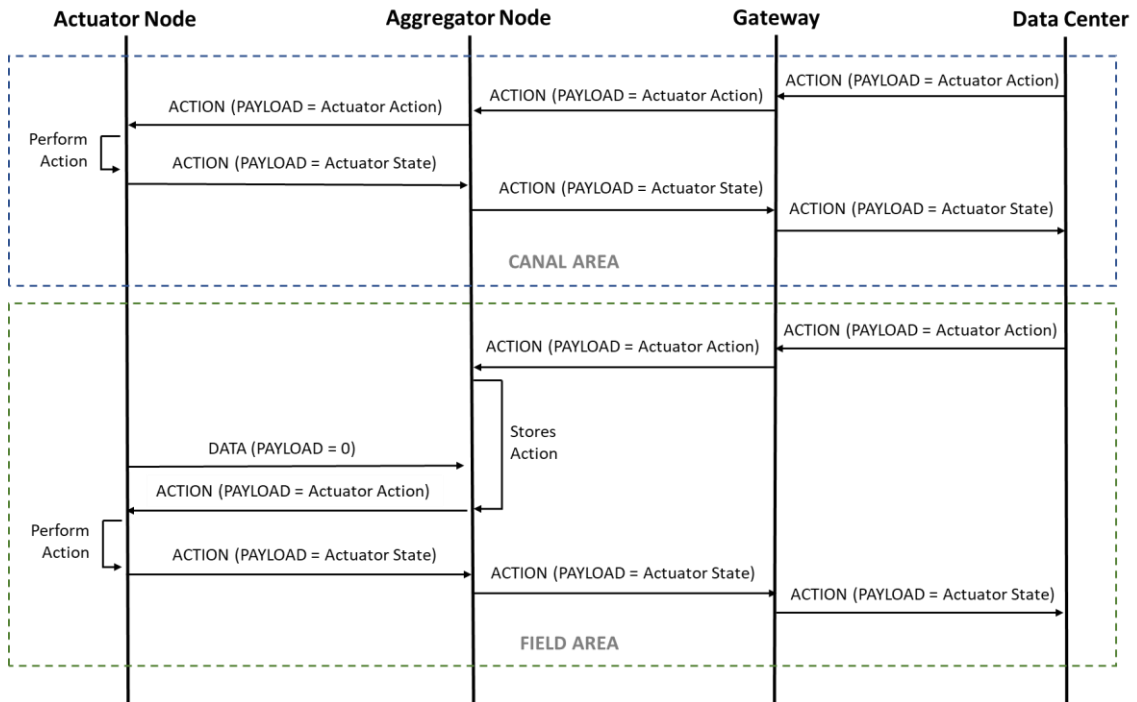 Actuator Node
Aggregator Node
Gateway
Data Center
ACTION (PAYLOAD = Actuator Action)
ACTION (PAYLOAD = Actuator Action)
ACTION (PAYLOAD = Actuator Action)
Perform
Action
ACTION (PAYLOAD = Actuator State)
ACTION (PAYLOAD = Actuator State)
ACTION (PAYLOAD = Actuator State)
CANAL AREA
ACTION (PAYLOAD = Actuator Action)
ACTION (PAYLOAD = Actuator Action)
Stores
Action
DATA (PAYLOAD = 0)
ACTION (PAYLOAD = Actuator Action)
Perform
Action
ACTION (PAYLOAD = Actuator State)
ACTION (PAYLOAD = Actuator State)
ACTION (PAYLOAD = Actuator State)
FIELD AREA